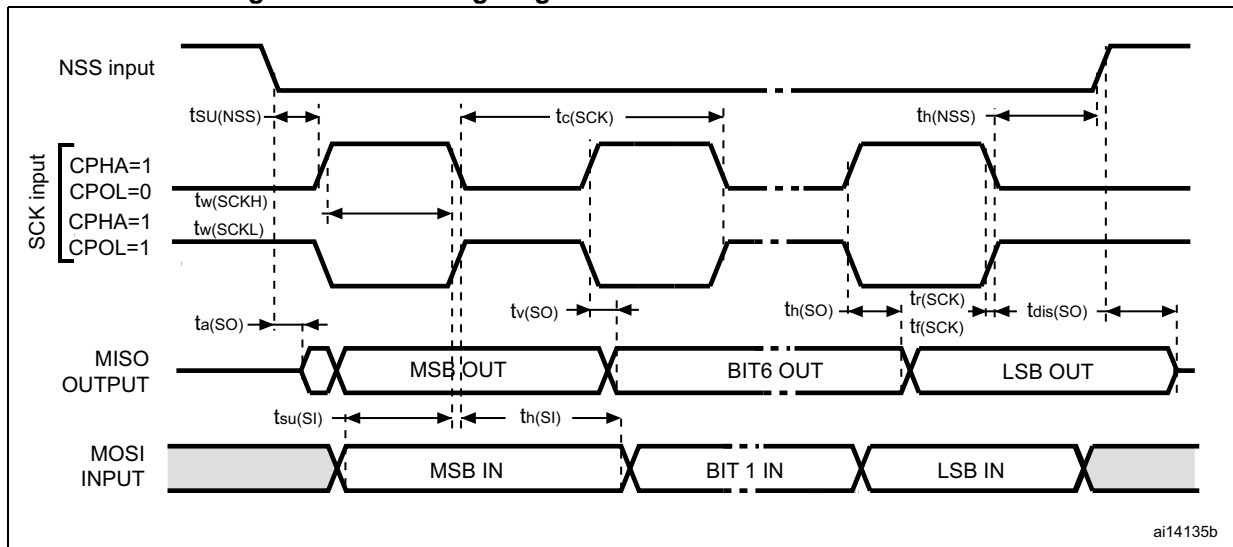 NSS input
tSU(NSS)
tc(SCK)
th(NSS)
SCK input
CPHA=1
CPOL=0
tw(SCKH)
CPHA=1
tw(SCKL)
CPOL=1
ta(SO)
tv(SO)
th(SO)
tr(SCK)
tf(SCK)
tdis(SO)
MISO
OUTPUT
MSB OUT
BIT6 OUT
LSB OUT
tsu(SI)
th(SI)
MOSI
INPUT
MSB IN
BIT 1 IN
LSB IN
ai14135b